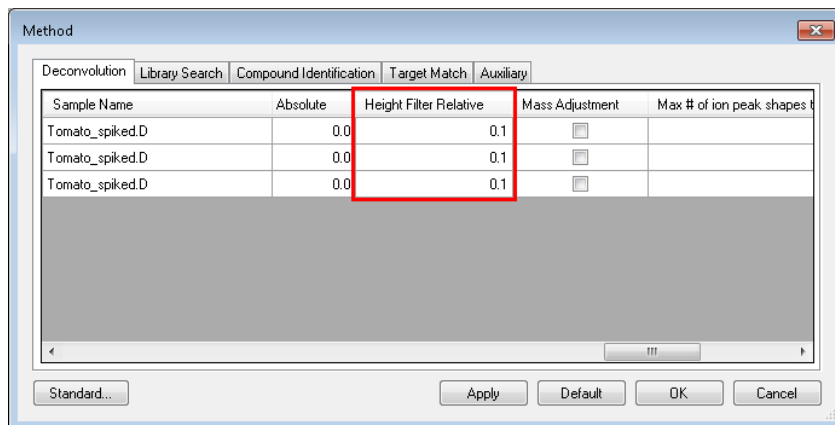 Method
Deconvolution Library Search Compound Identification Target Match Auxiliary
Sample Name Absolute Height Filter Relative Mass Adjustment Max # of ion peak shapes t
Tomato_spiked.D 0.0 0.1
Tomato_spiked.D 0.0 0.1
Tomato_spiked.D 0.0 0.1
Standard... Apply Default OK Cancel